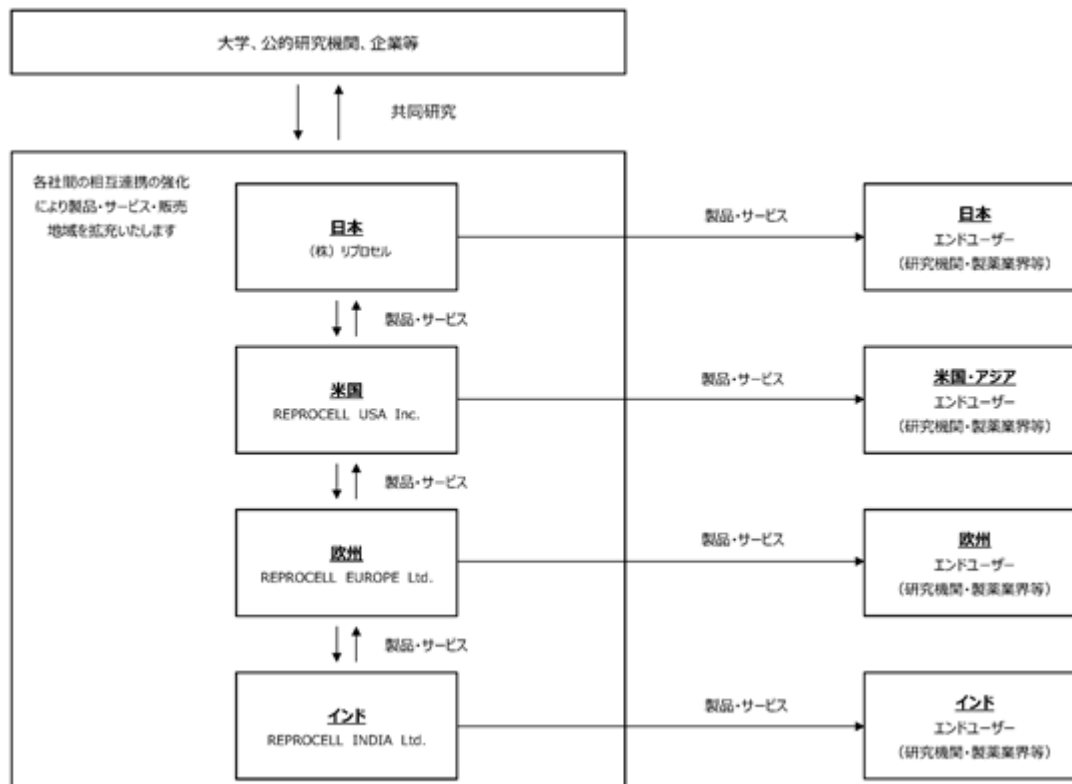 大学、公的研究機関、企業等
共同研究
各社間の相互連携の強化
により製品・サービス・販売
地域を拡充いたします
日本
(株) リプロセル
製品・サービス
日本
エンドユーザー
(研究機関・製薬業界等)
製品・サービス
米国
REPROCELL USA Inc.
製品・サービス
米国・アジア
エンドユーザー
(研究機関・製薬業界等)
製品・サービス
欧州
REPROCELL EUROPE Ltd.
製品・サービス
欧州
エンドユーザー
(研究機関・製薬業界等)
製品・サービス
インド
REPROCELL INDIA Ltd.
製品・サービス
インド
エンドユーザー
(研究機関・製薬業界等)